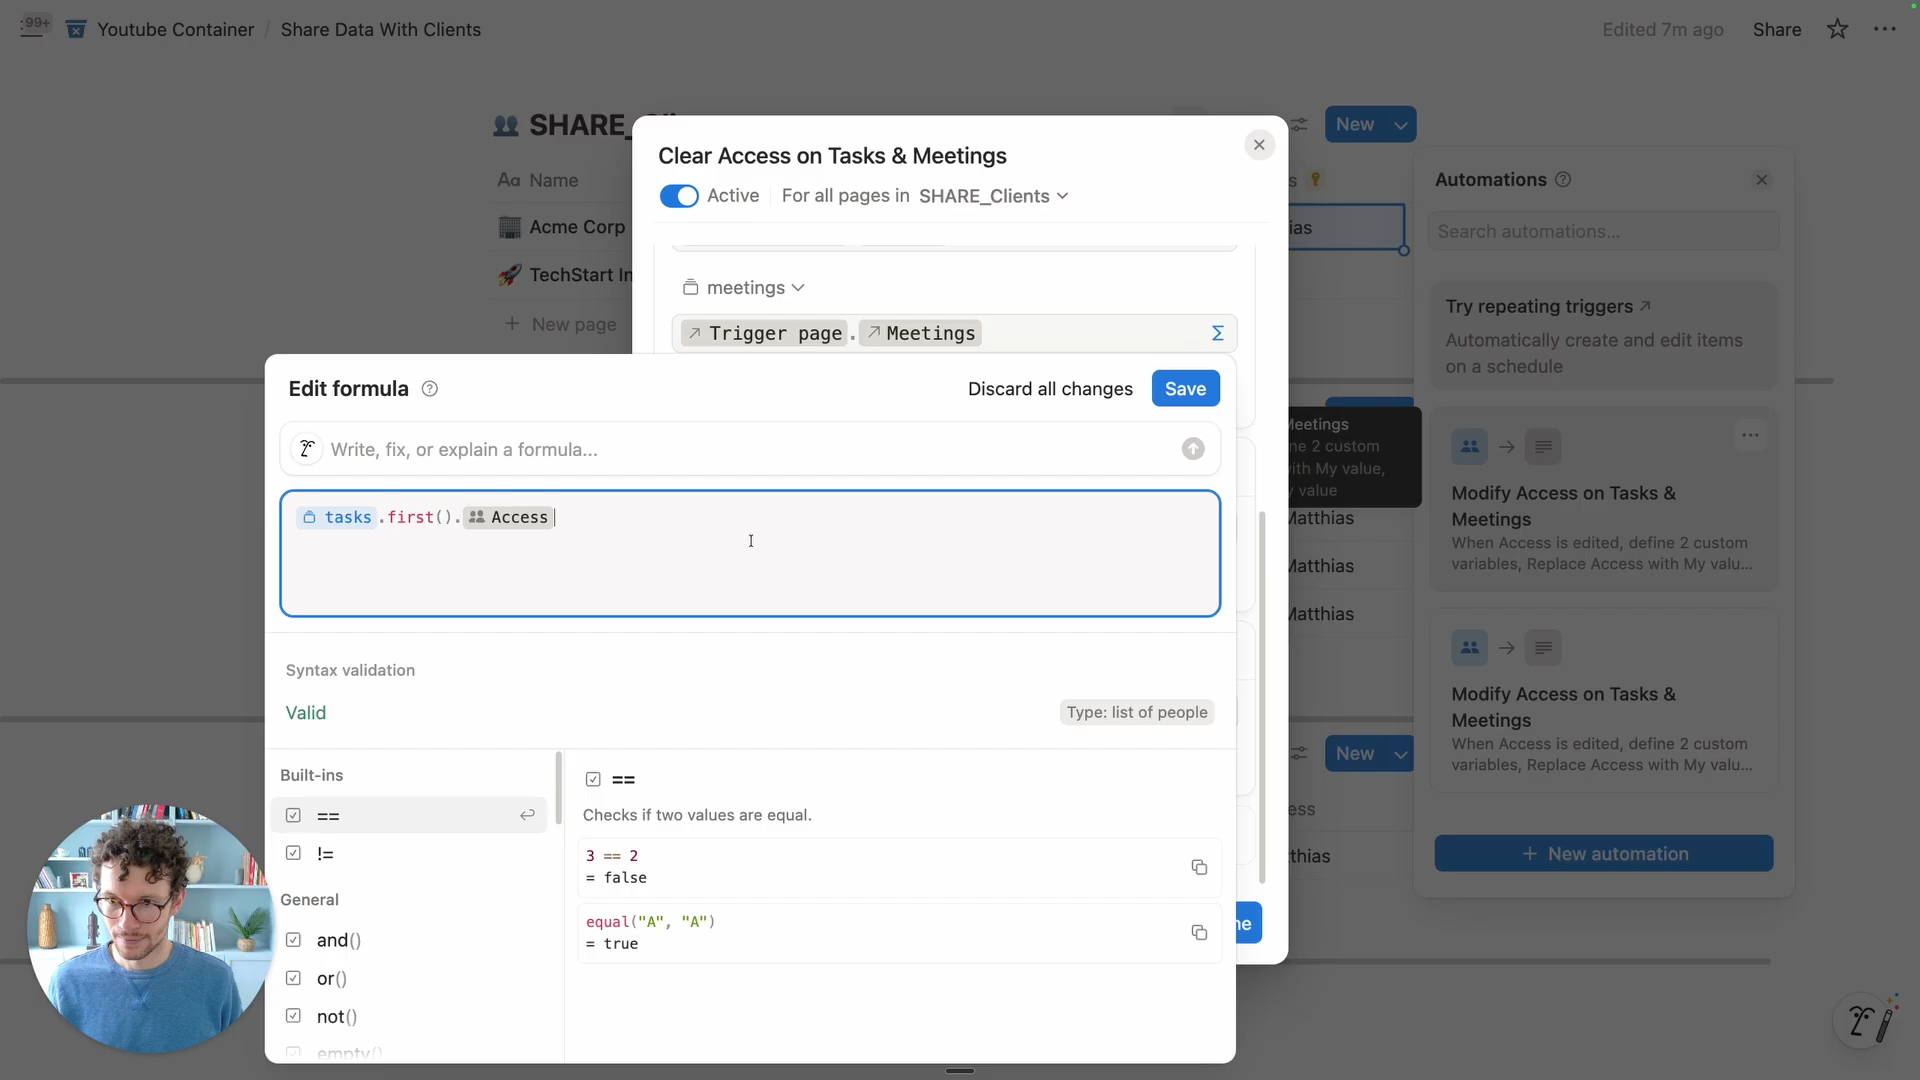 99+
Youtube Container / Share Data With Clients
Edited 7m ago
Share
SHARE_
New
Aa Name
Acme Corp
TechStart In
+ New page
Clear Access on Tasks & Meetings
Active
For all pages in SHARE_Clients
meetings
Trigger page . Meetings
Edit formula
Discard all changes
Save
Write, fix, or explain a formula...
tasks.first(). Access
Syntax validation
Valid
Type: list of people
Built-ins
==
!=
General
and()
or()
not()
empty()
==
Checks if two values are equal.
3 == 2
= false
equal("A", "A")
= true
Automations
Search automations...
Try repeating triggers
Automatically create and edit items
on a schedule
Meetings
ne 2 custom
ith My value,
y value
Modify Access on Tasks &
Meetings
When Access is edited, define 2 custom
variables, Replace Access with My valu...
Modify Access on Tasks &
Meetings
When Access is edited, define 2 custom
variables, Replace Access with My valu...
+ New automation
s
ias
Matthias
Matthias
Matthias
New
ess
thias
ne